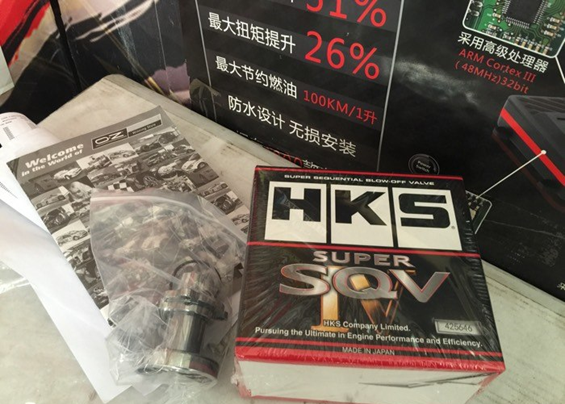 31%
最大扭矩提升 26%
最大节约燃油 100KM/1升
防水设计 无损安装
采用高级处理器
ARM Cortex III
(48MHz)32bit
Welcome
in the World of
OZ
SUPER SEQUENTIAL BLOW-OFF VALVE
HKS
SUPER
SQV
IV
HKS Company Limited.
425646
Pursuing the Ultimate in Engine Performance and Efficiency.
MADE IN JAPAN